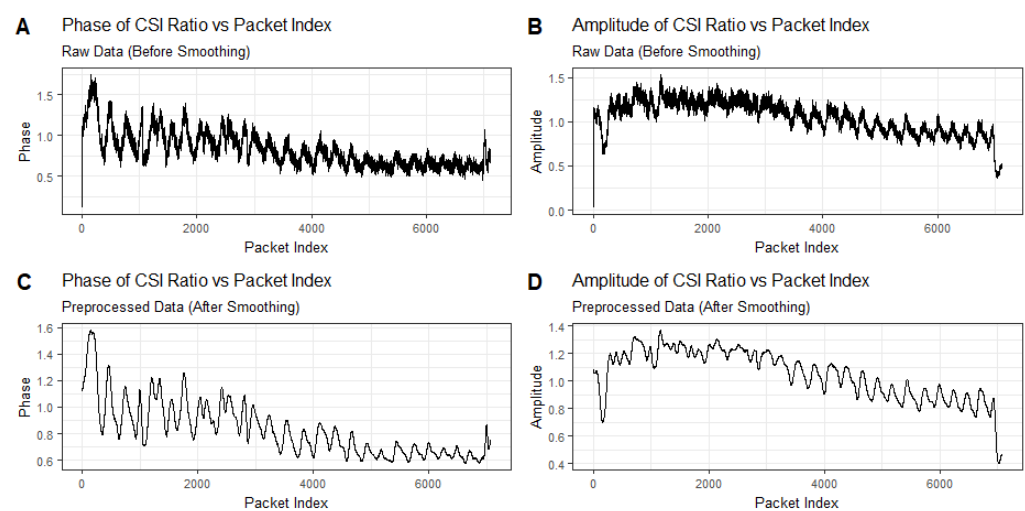 A Phase of CSI Ratio vs Packet Index
Raw Data (Before Smoothing)
Phase
1.5
1.0
0.5
0 2000 4000 6000
Packet Index
B Amplitude of CSI Ratio vs Packet Index
Raw Data (Before Smoothing)
Amplitude
1.5
1.0
0.5
0.0
0 2000 4000 6000
Packet Index
C Phase of CSI Ratio vs Packet Index
Preprocessed Data (After Smoothing)
Phase
1.6
1.4
1.2
1.0
0.8
0.6
0 2000 4000 6000
Packet Index
D Amplitude of CSI Ratio vs Packet Index
Preprocessed Data (After Smoothing)
Amplitude
1.4
1.2
1.0
0.8
0.6
0.4
0 2000 4000 6000
Packet Index